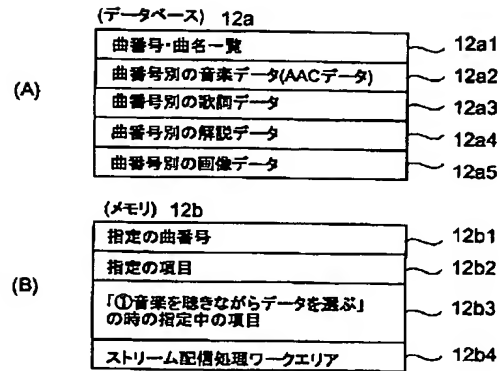 (データベース) 12a
(A)
曲番号・曲名一覧 12a1
曲番号別の音楽データ(AACデータ) 12a2
曲番号別の歌詞データ 12a3
曲番号別の解説データ 12a4
曲番号別の画像データ 12a5
(メモリ) 12b
(B)
指定の曲番号 12b1
指定の項目 12b2
「①音楽を聴きながらデータを選ぶ」
の時の指定中の項目 12b3
ストリーム配信処理ワークエリア 12b4